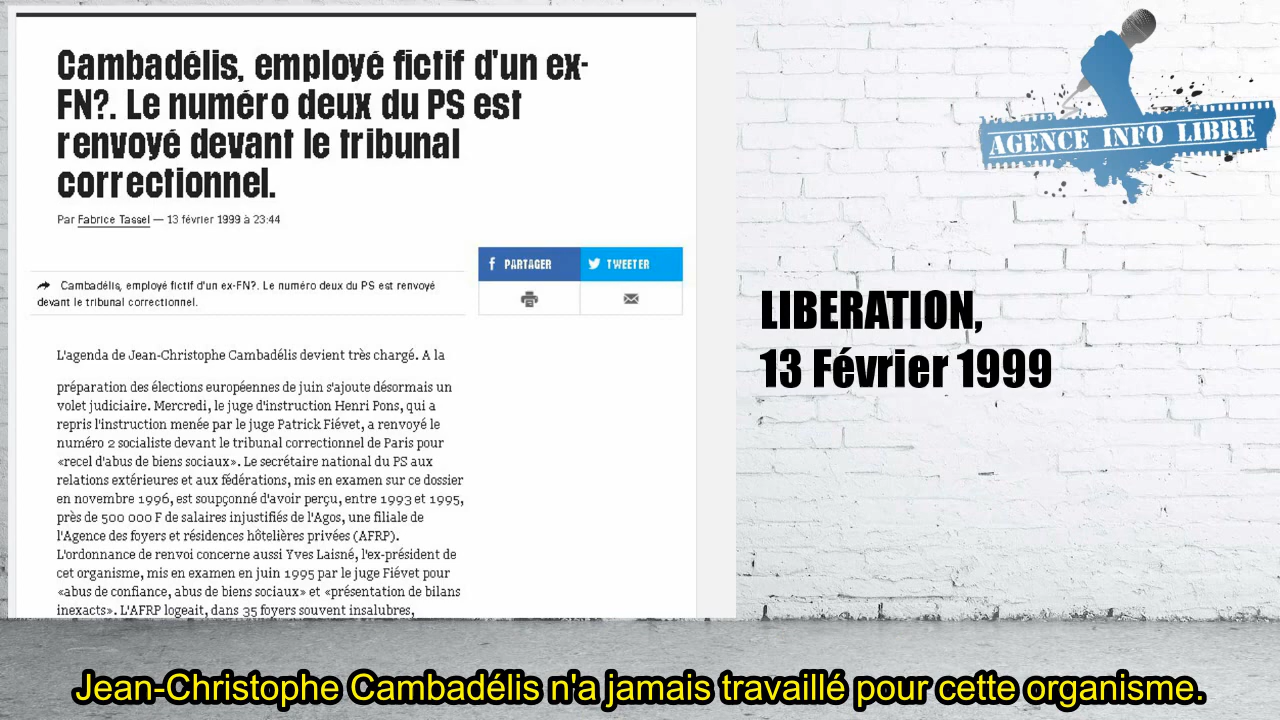 Cambadélis, employé fictif d'un ex-
FN?. Le numéro deux du PS est
renvoyé devant le tribunal
correctionnel.
Par Fabrice Tassel — 13 février 1999 à 23:44
PARTAGER
TWEETER
Cambadélis, employé fictif d'un ex-FN?. Le numéro deux du PS est renvoyé
devant le tribunal correctionnel.
L'agenda de Jean-Christophe Cambadélis devient très chargé. A la
préparation des élections européennes de juin s'ajoute désormais un
volet judiciaire. Mercredi, le juge d'instruction Henri Pons, qui a
repris l'instruction menée par le juge Patrick Fiévet, a renvoyé le
numéro 2 socialiste devant le tribunal correctionnel de Paris pour
«recel d'abus de biens sociaux». Le secrétaire national du PS aux
relations extérieures et aux fédérations, mis en examen sur ce dossier
en novembre 1996, est soupçonné d'avoir perçu, entre 1993 et 1995,
près de 500 000 F de salaires injustifiés de l'Agos, une filiale de
l'Agence des foyers et résidences hôtelières privées (AFRP).
L'ordonnance de renvoi concerne aussi Yves Laisné, l'ex-président de
cet organisme, mis en examen en juin 1995 par le juge Fiévet pour
«abus de confiance, abus de biens sociaux» et «présentation de bilans
inexacts». L'AFRP logeait, dans 35 foyers souvent insalubres,
AGENCE INFO LIBRE
LIBERATION,
13 Février 1999
Jean-Christophe Cambadélis n'a jamais travaillé pour cette organisme.